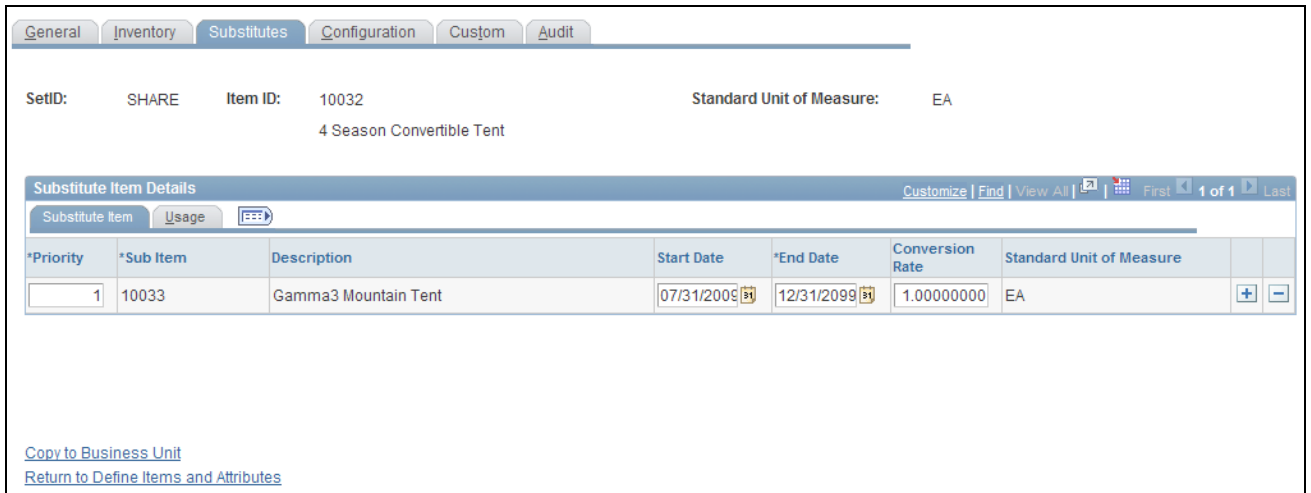 General Inventory Substitutes Configuration Custom Audit
SetID: SHARE Item ID: 10032 Standard Unit of Measure: EA
4 Season Convertible Tent
Substitute Item Details Customize | Find | View All | | First 1 of 1 Last
Substitute Item Usage
*Priority *Sub Item Description Start Date *End Date Conversion Rate Standard Unit of Measure
1 10033 Gamma3 Mountain Tent 07/31/2009 31 12/31/2099 31 1.00000000 EA + −
Copy to Business Unit
Return to Define Items and Attributes